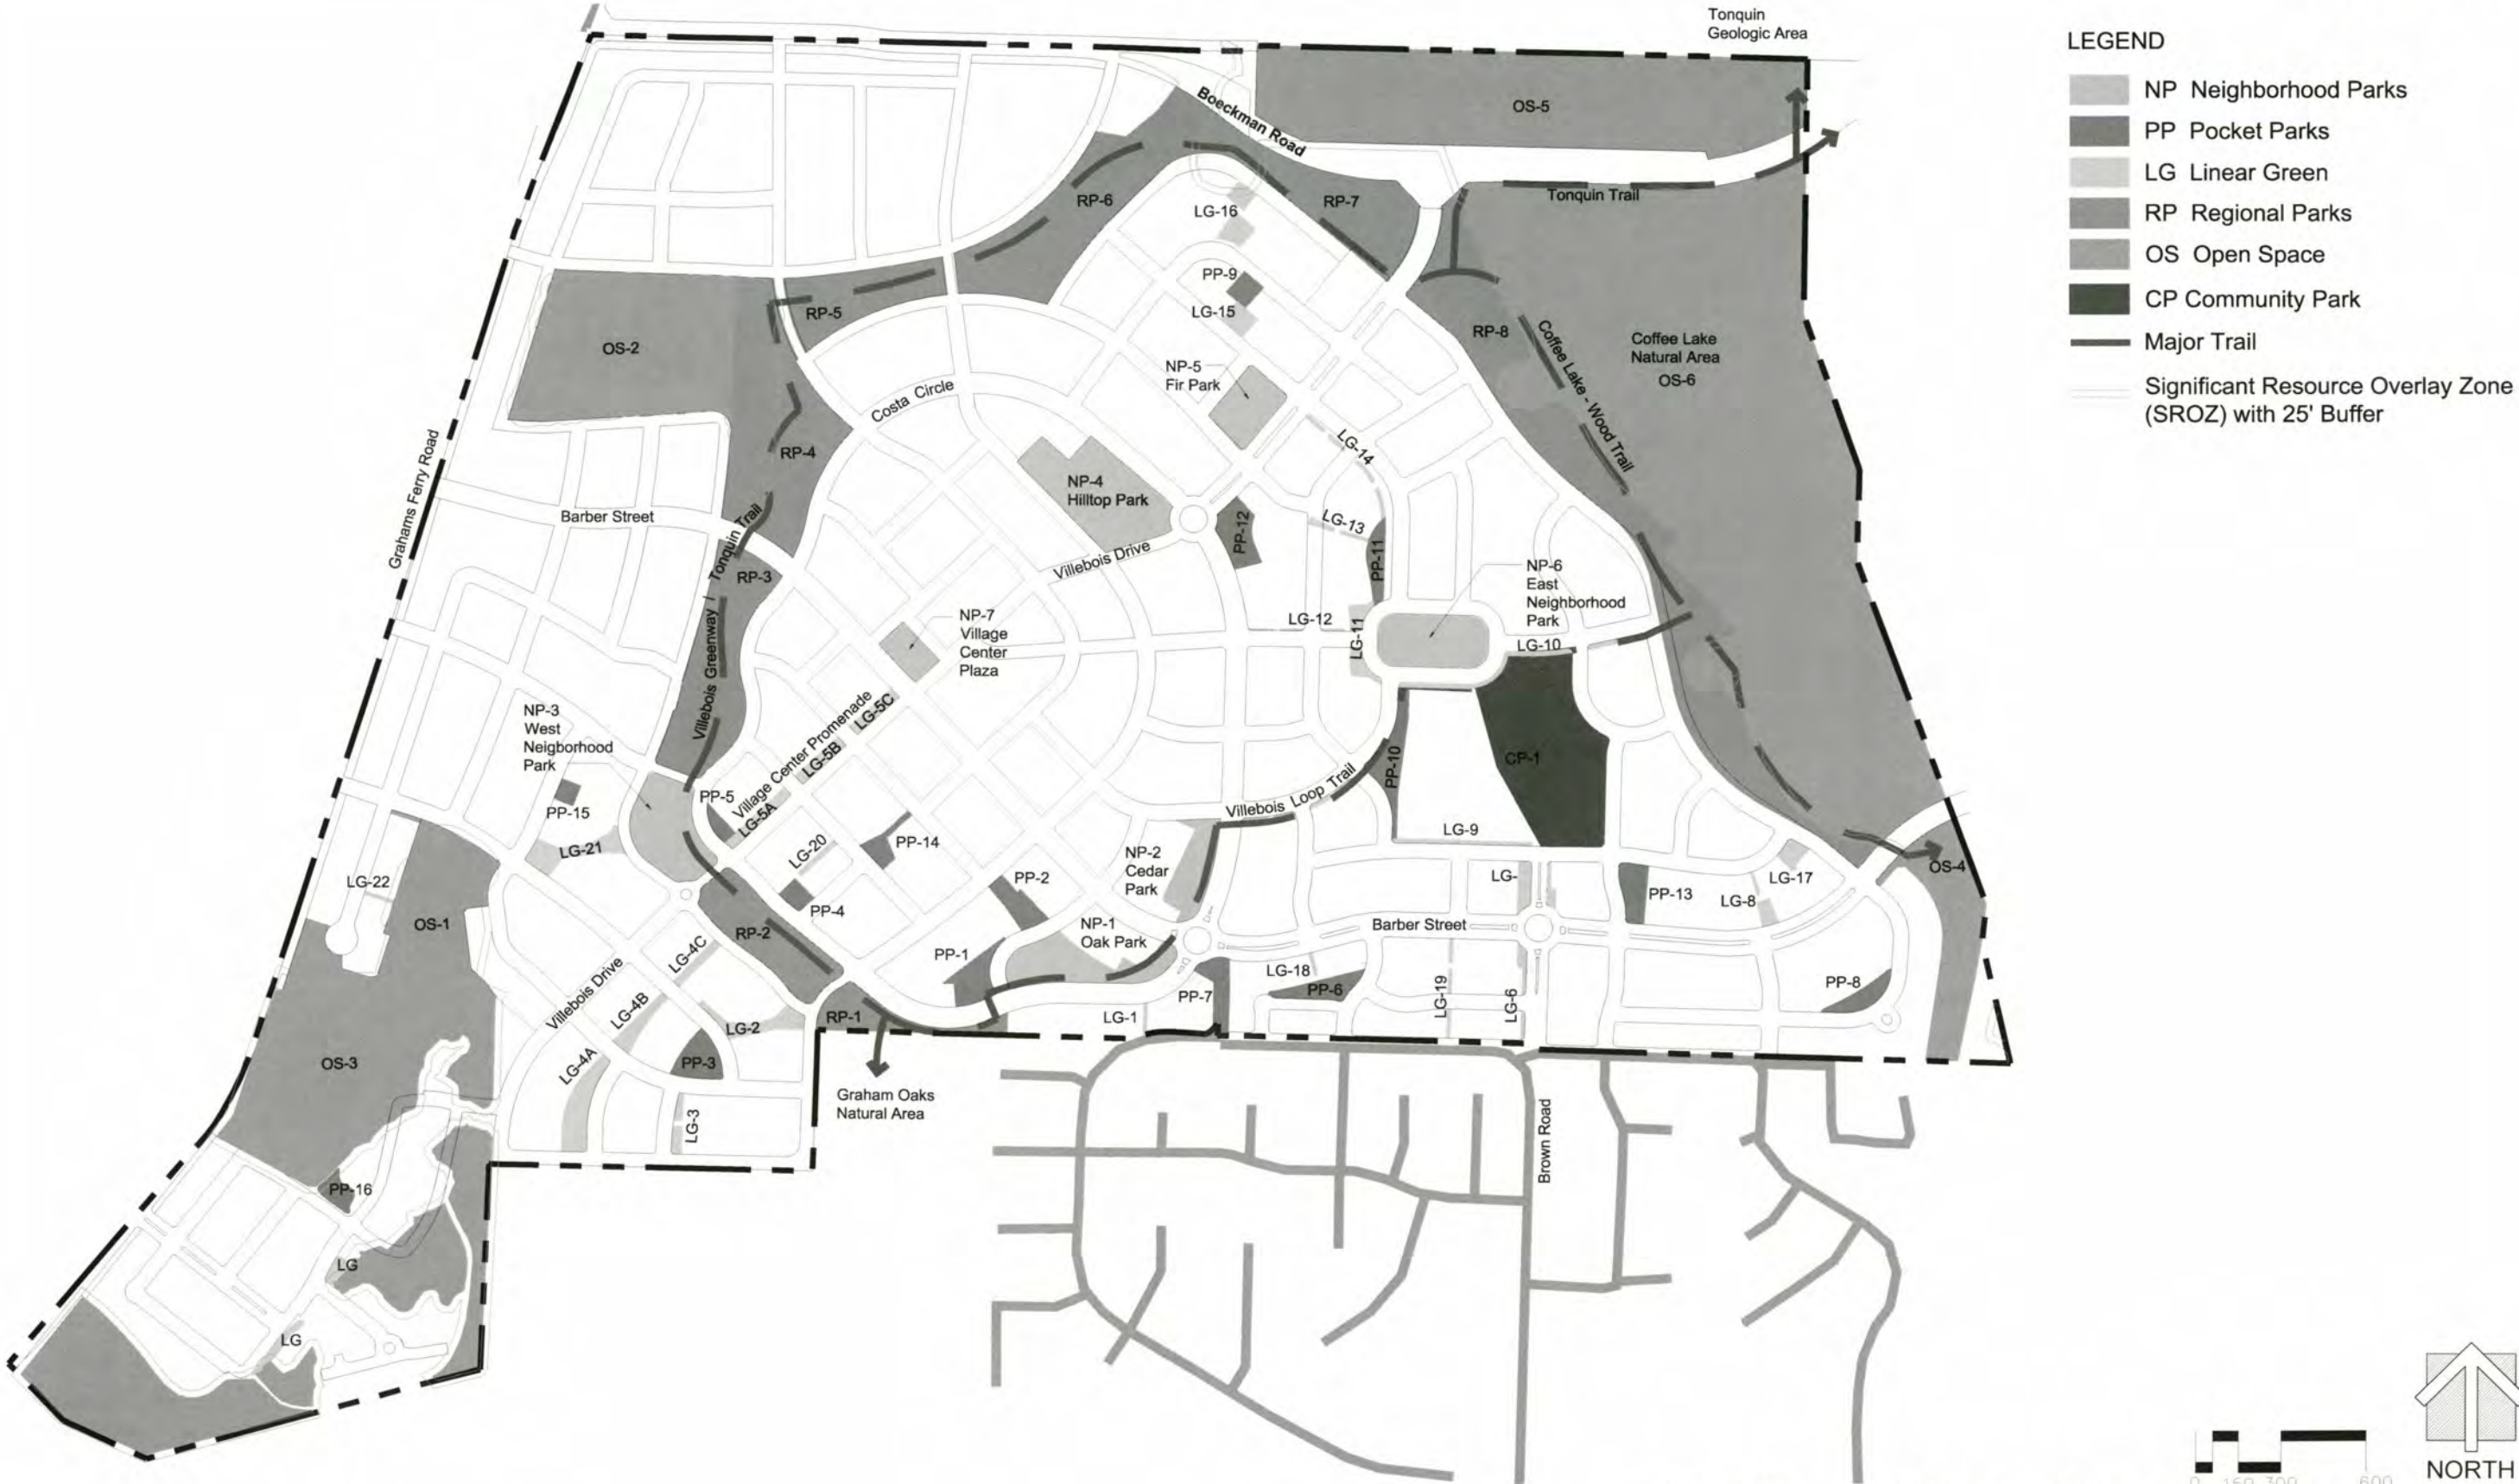 Tonquin
Geologic Area
LEGEND
NP Neighborhood Parks
PP Pocket Parks
LG Linear Green
RP Regional Parks
OS Open Space
CP Community Park
Major Trail
Significant Resource Overlay Zone
(SROZ) with 25' Buffer
Boeckman Road
OS-5
Tonquin Trail
RP-6
RP-7
LG-16
PP-9
LG-15
RP-5
RP-8
Coffee Lake - Wood Trail
Coffee Lake
Natural Area
OS-6
OS-2
NP-5
Fir Park
Costa Circle
RP-4
LG-14
Grahams Ferry Road
NP-4
Hilltop Park
Barber Street
LG-13
PP-12
PP-11
Villebois Drive
Villebois Greenway / Tonquin Trail
RP-3
NP-6
East
Neighborhood
Park
NP-7
Village
Center
Plaza
LG-12
LG-11
LG-10
NP-3
West
Neigborhood
Park
Village Center Promenade
LG-5C
LG-5B
LG-5A
PP-5
PP-15
PP-10
CP-1
Villebois Loop Trail
LG-9
LG-21
LG-20
PP-14
NP-2
Cedar
Park
LG-22
PP-2
LG-
PP-13
LG-8
LG-17
OS-4
OS-1
PP-4
RP-2
NP-1
Oak Park
Barber Street
LG-4C
PP-1
LG-18
PP-6
PP-7
LG-19
LG-6
PP-8
Villebois Drive
LG-4B
LG-2
RP-1
LG-1
OS-3
LG-4A
PP-3
Graham Oaks
Natural Area
LG-3
Brown Road
PP-16
LG
LG
NORTH
0 150 300 600